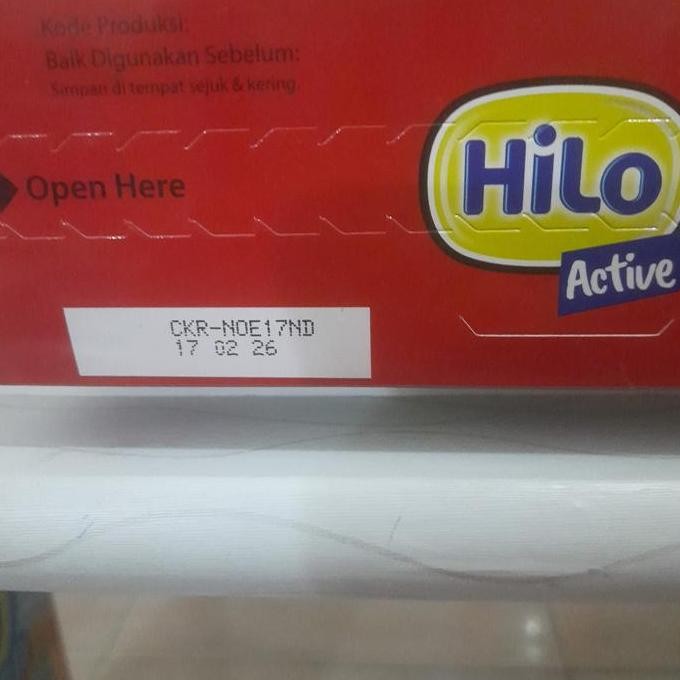 Kode Produksi:
Baik Digunakan Sebelum:
Simpan di tempat sejuk & kering
Open Here
HiLo
Active
CKR-NOE17ND
17 02 26